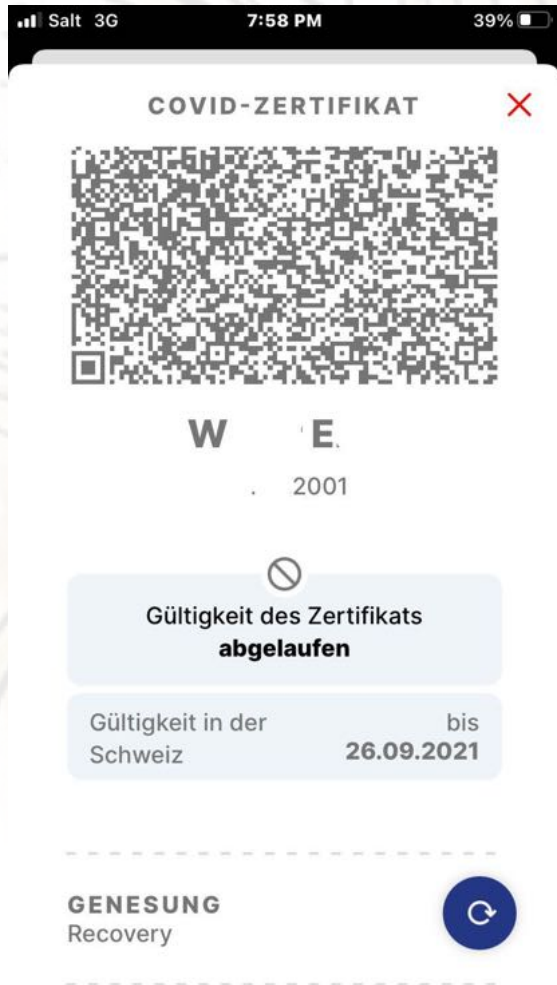 Salt 3G 7:58 PM 39%
COVID-ZERTIFIKAT
W E.
. 2001
Gültigkeit des Zertifikats
abgelaufen
Gültigkeit in der bis
Schweiz 26.09.2021
GENESUNG
Recovery